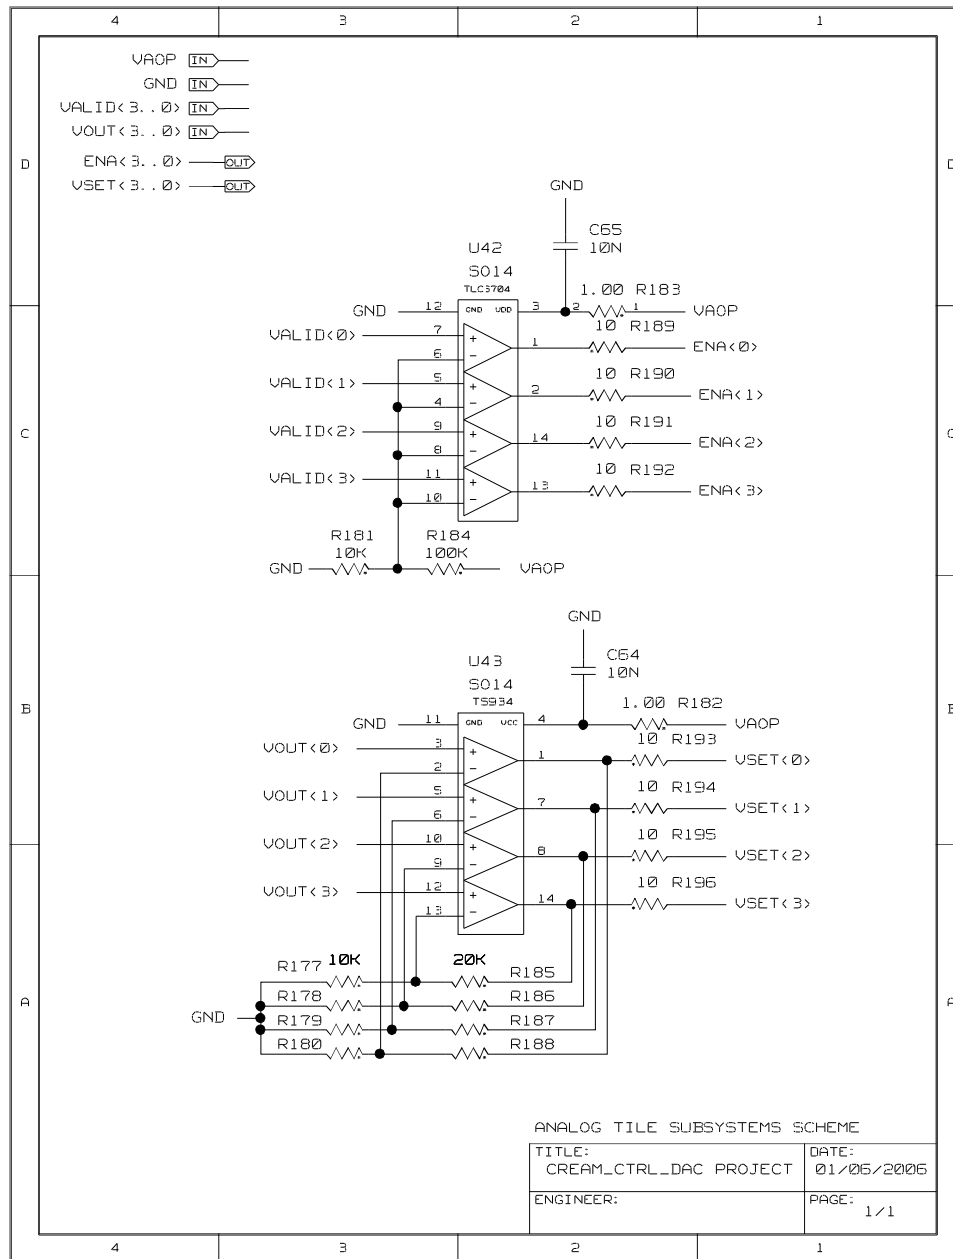 4 3 2 1
VAOP IN
GND IN
VALID<3..0> IN
VOUT<3..0> IN
ENA<3..0> OUT
VSET<3..0> OUT
D D
GND
C65
10N
U42
SO14
TLC3704
1.00 R183
GND 12 GND VDD 3 2 1 VAOP
VALID<0> 7 + 10 R189
6 - 1 ENA<0>
VALID<1> 5 + 10 R190
4 - 2 ENA<1>
VALID<2> 9 + 10 R191
C C
8 - 14 ENA<2>
VALID<3> 11 + 10 R192
10 - 13 ENA<3>
R181 R184
10K 100K
GND VAOP
GND
C64
10N
U43
SO14
TS934
1.00 R182
B B
GND 11 GND VCC 4 VAOP
VOUT<0> 3 + 10 R193
2 - 1 VSET<0>
VOUT<1> 5 + 10 R194
6 - 7 VSET<1>
VOUT<2> 10 + 10 R195
9 - 8 VSET<2>
VOUT<3> 12 + 10 R196
13 - 14 VSET<3>
10K 20K
R177 R185
R178 R186
A A
GND
R179 R187
R180 R188
ANALOG TILE SUBSYSTEMS SCHEME
TITLE: DATE:
CREAM_CTRL_DAC PROJECT 01/06/2006
ENGINEER: PAGE:
1/1
4 3 2 1